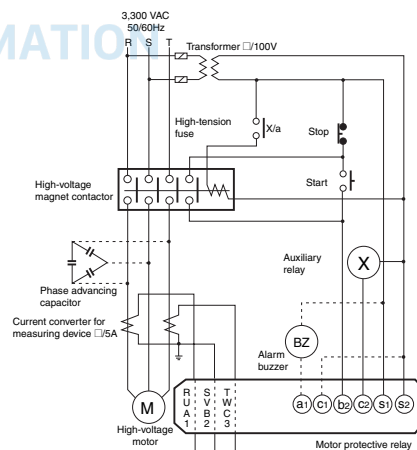 MATION
3,300 VAC
50/60Hz
R S T
Transformer □/100V
High-tension
fuse
X/a
Stop
Start
High-voltage
magnet contactor
Auxiliary
relay
X
Phase advancing
capacitor
Current converter for
measuring device □/5A
BZ
Alarm
buzzer
M
High-voltage
motor
R U A 1
S V B 2
T W C 3
a1 c1 b2 c2 s1 s2
Motor protective relay